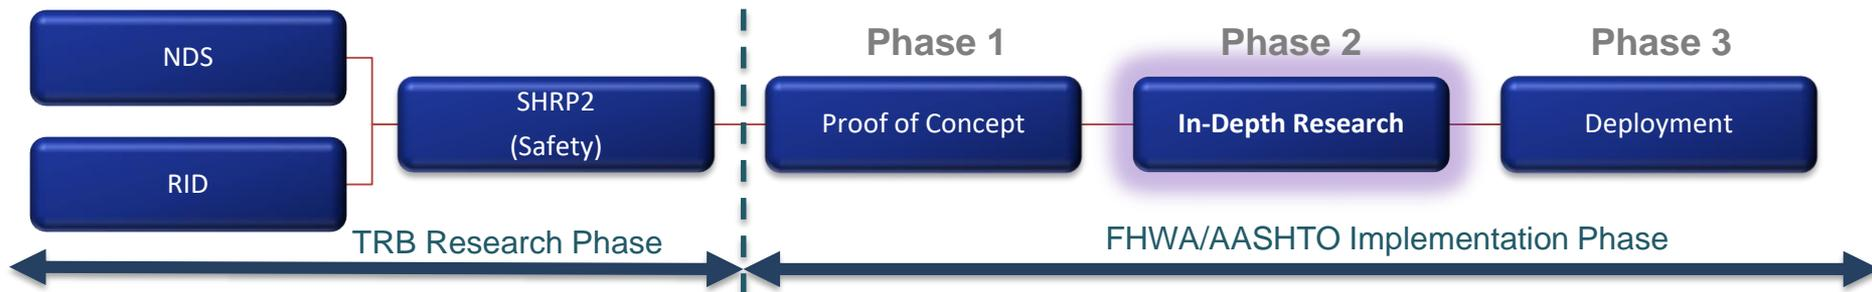 NDS
RID
SHRP2
(Safety)
Phase 1
Proof of Concept
Phase 2
In-Depth Research
Phase 3
Deployment
TRB Research Phase
FHWA/AASHTO Implementation Phase